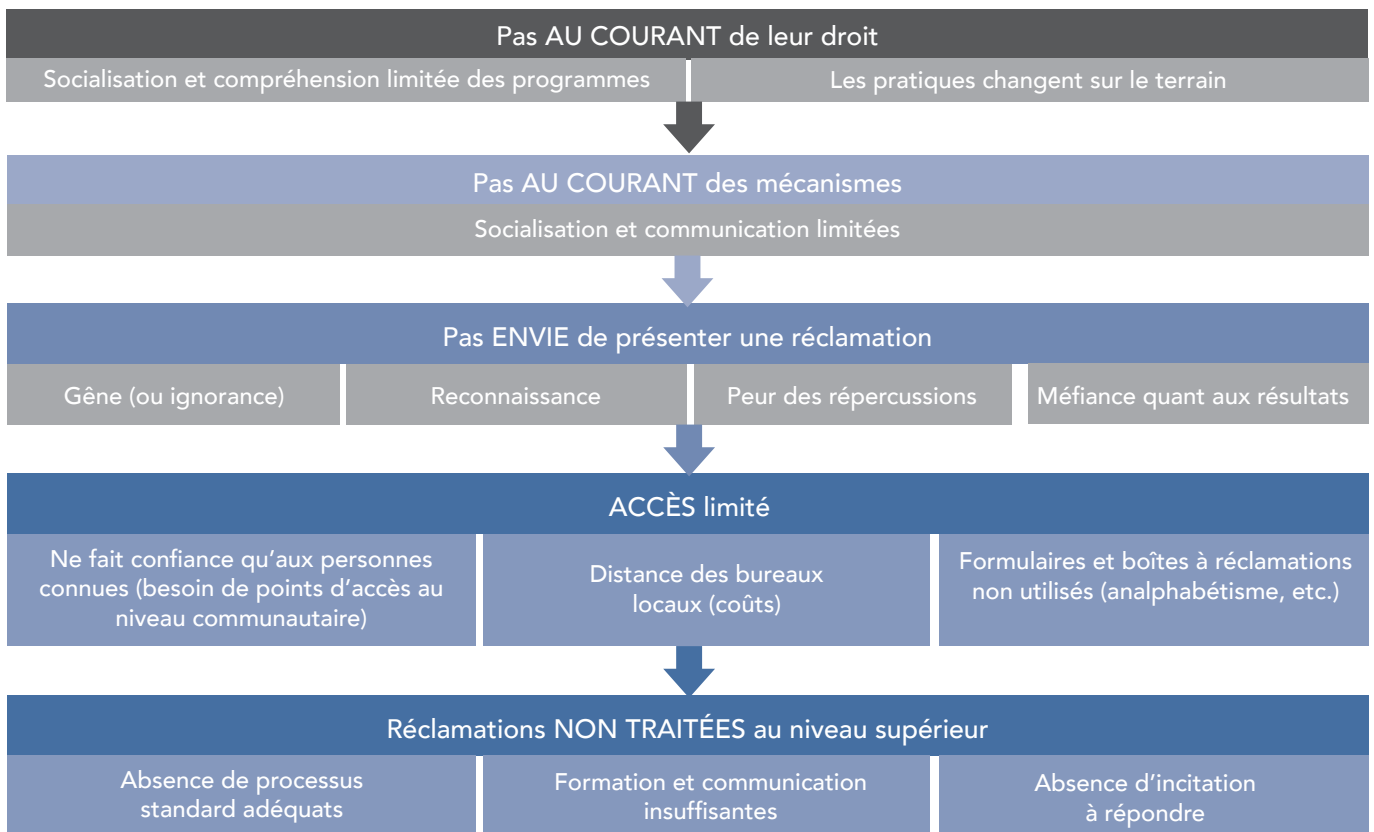 Pas AU COURANT de leur droit
Socialisation et compréhension limitée des programmes
Les pratiques changent sur le terrain
Pas AU COURANT des mécanismes
Socialisation et communication limitées
Pas ENVIE de présenter une réclamation
Gêne (ou ignorance)
Reconnaissance
Peur des répercussions
Méfiance quant aux résultats
ACCÈS limité
Ne fait confiance qu’aux personnes
connues (besoin de points d’accès au
niveau communautaire)
Distance des bureaux
locaux (coûts)
Formulaires et boîtes à réclamations
non utilisés (analphabétisme, etc.)
Réclamations NON TRAITÉES au niveau supérieur
Absence de processus
standard adéquats
Formation et communication
insuffisantes
Absence d’incitation
à répondre